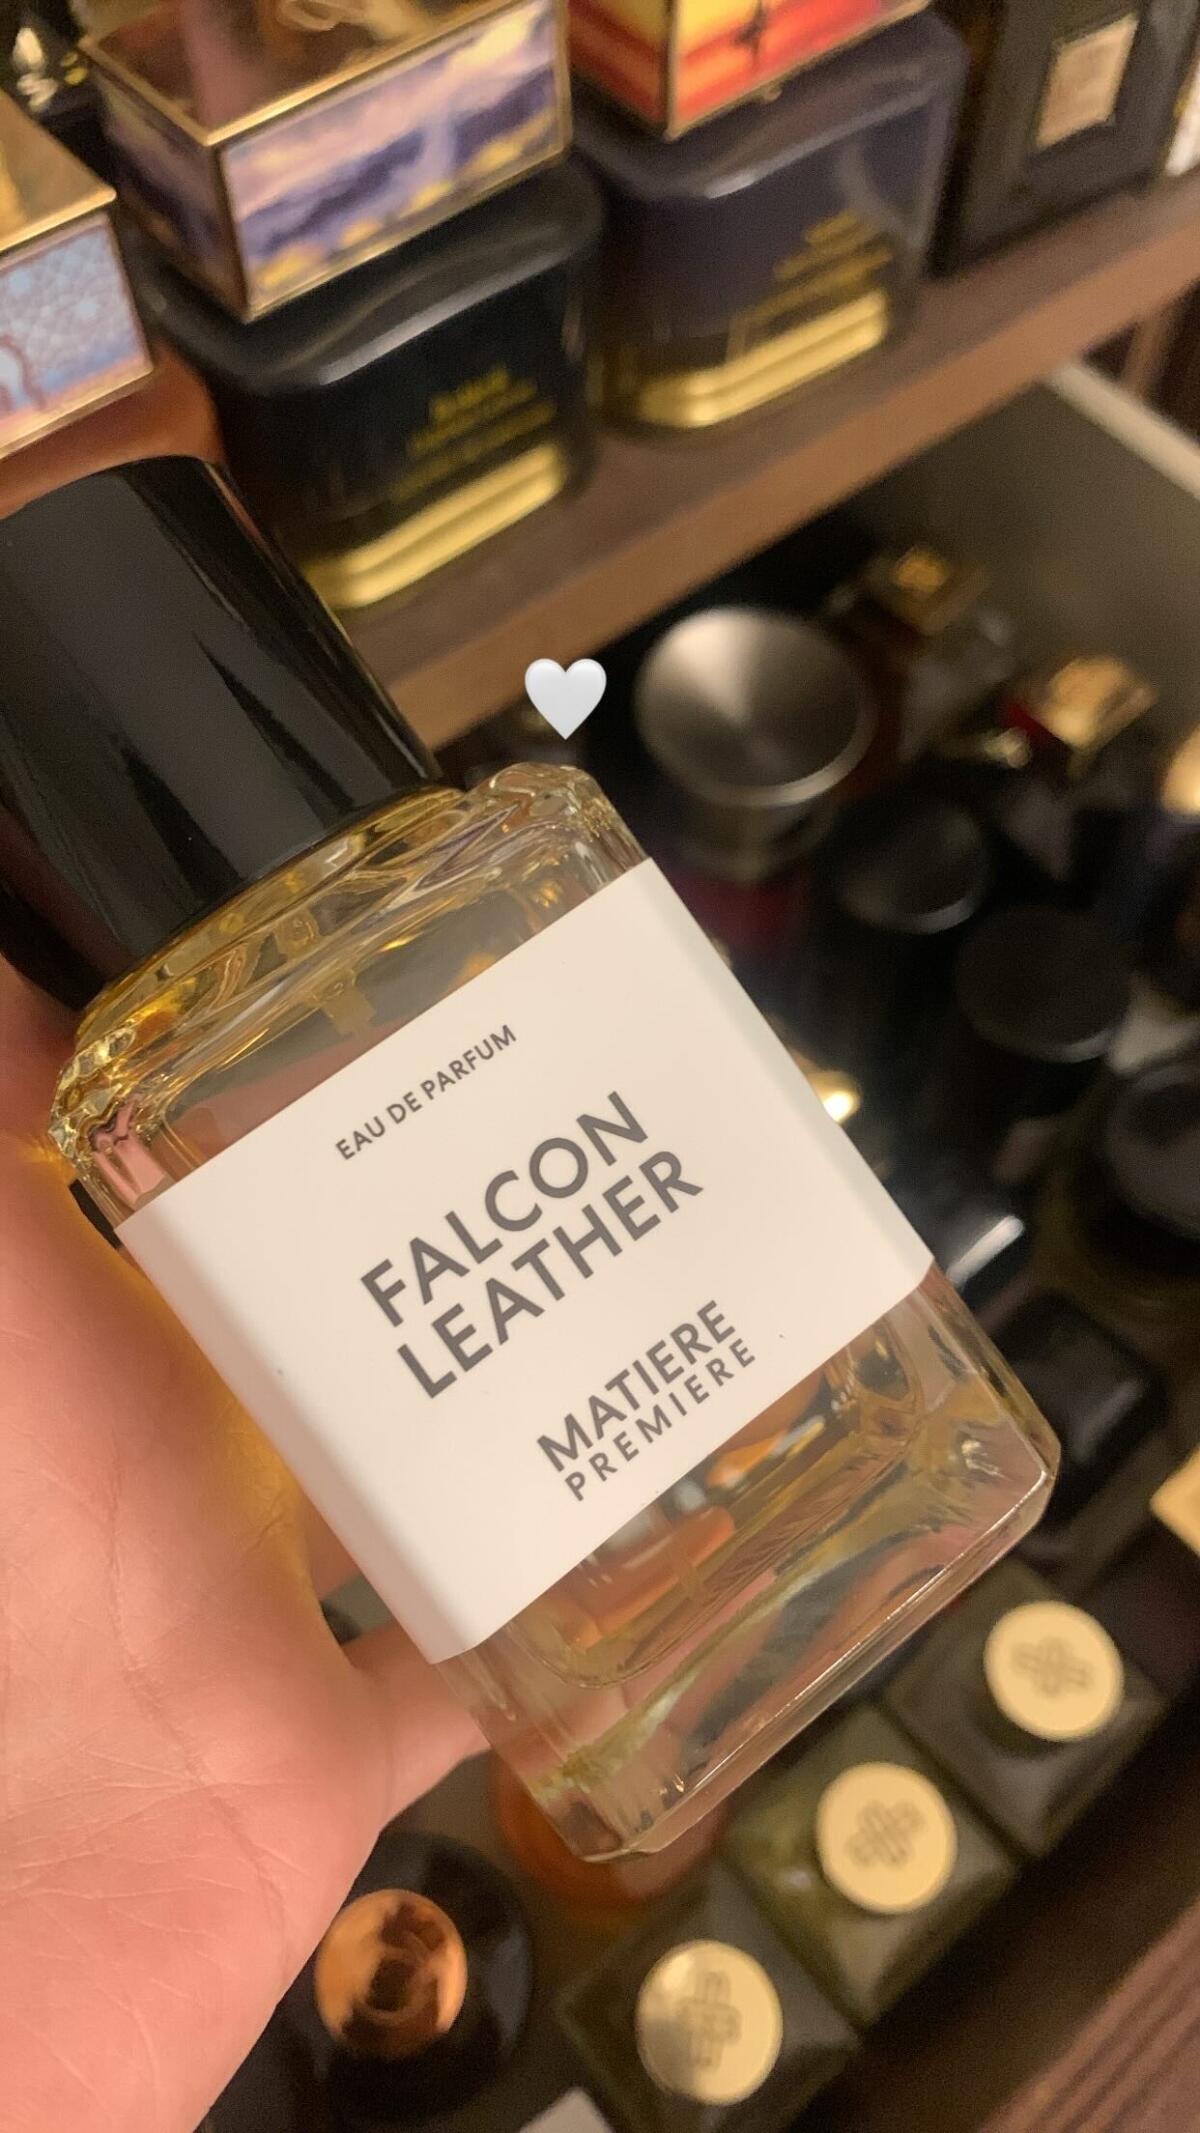 EAU DE PARFUM
FALCON
LEATHER
MATIERE
PREMIERE